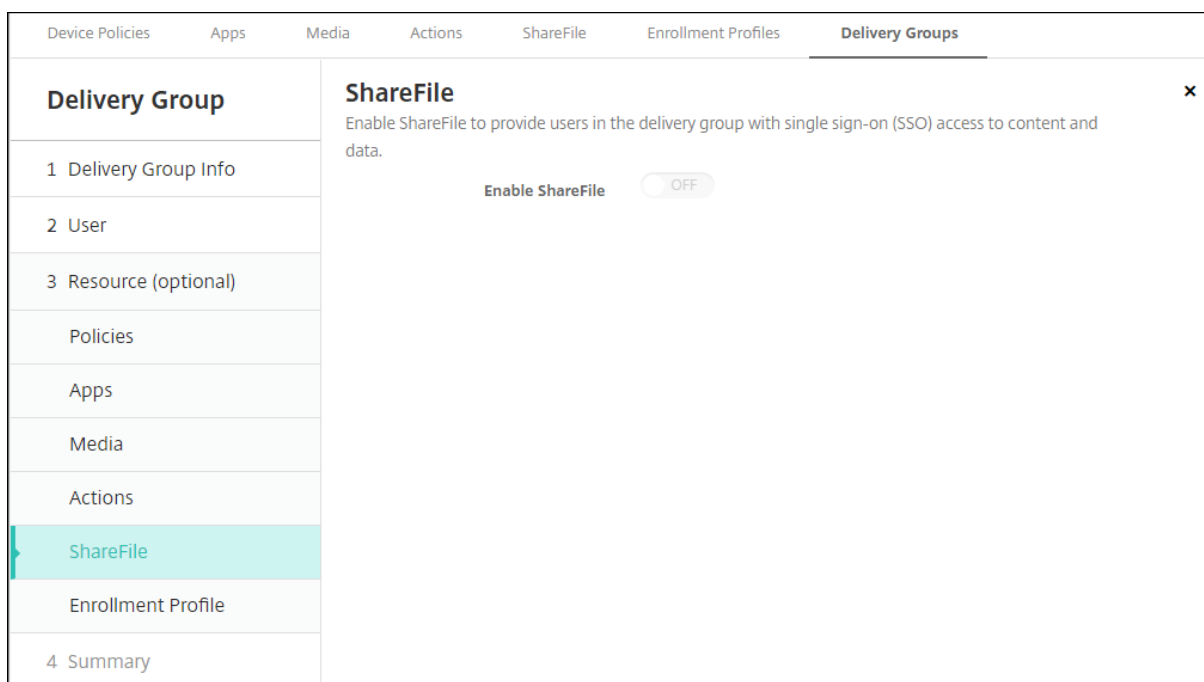 Device Policies Apps Media Actions ShareFile Enrollment Profiles Delivery Groups
Delivery Group
1 Delivery Group Info
2 User
3 Resource (optional)
Policies
Apps
Media
Actions
ShareFile
Enrollment Profile
4 Summary
ShareFile
Enable ShareFile to provide users in the delivery group with single sign-on (SSO) access to content and
data.
Enable ShareFile OFF